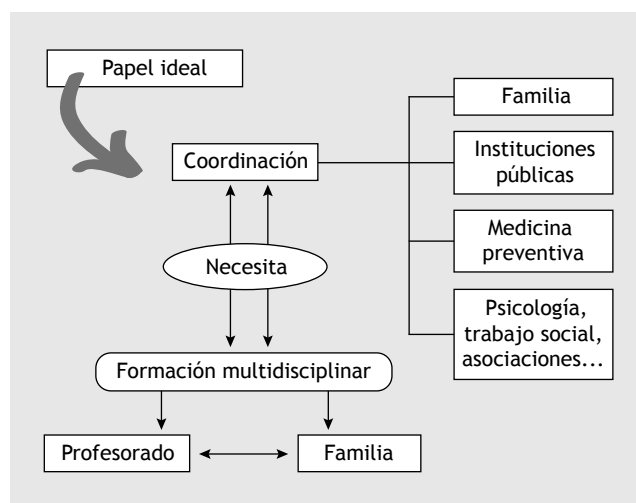 Papel ideal
Familia
Coordinación
Instituciones
públicas
Medicina
preventiva
Necesita
Psicología,
trabajo social,
asociaciones...
Formación multidisciplinar
Profesorado
Familia